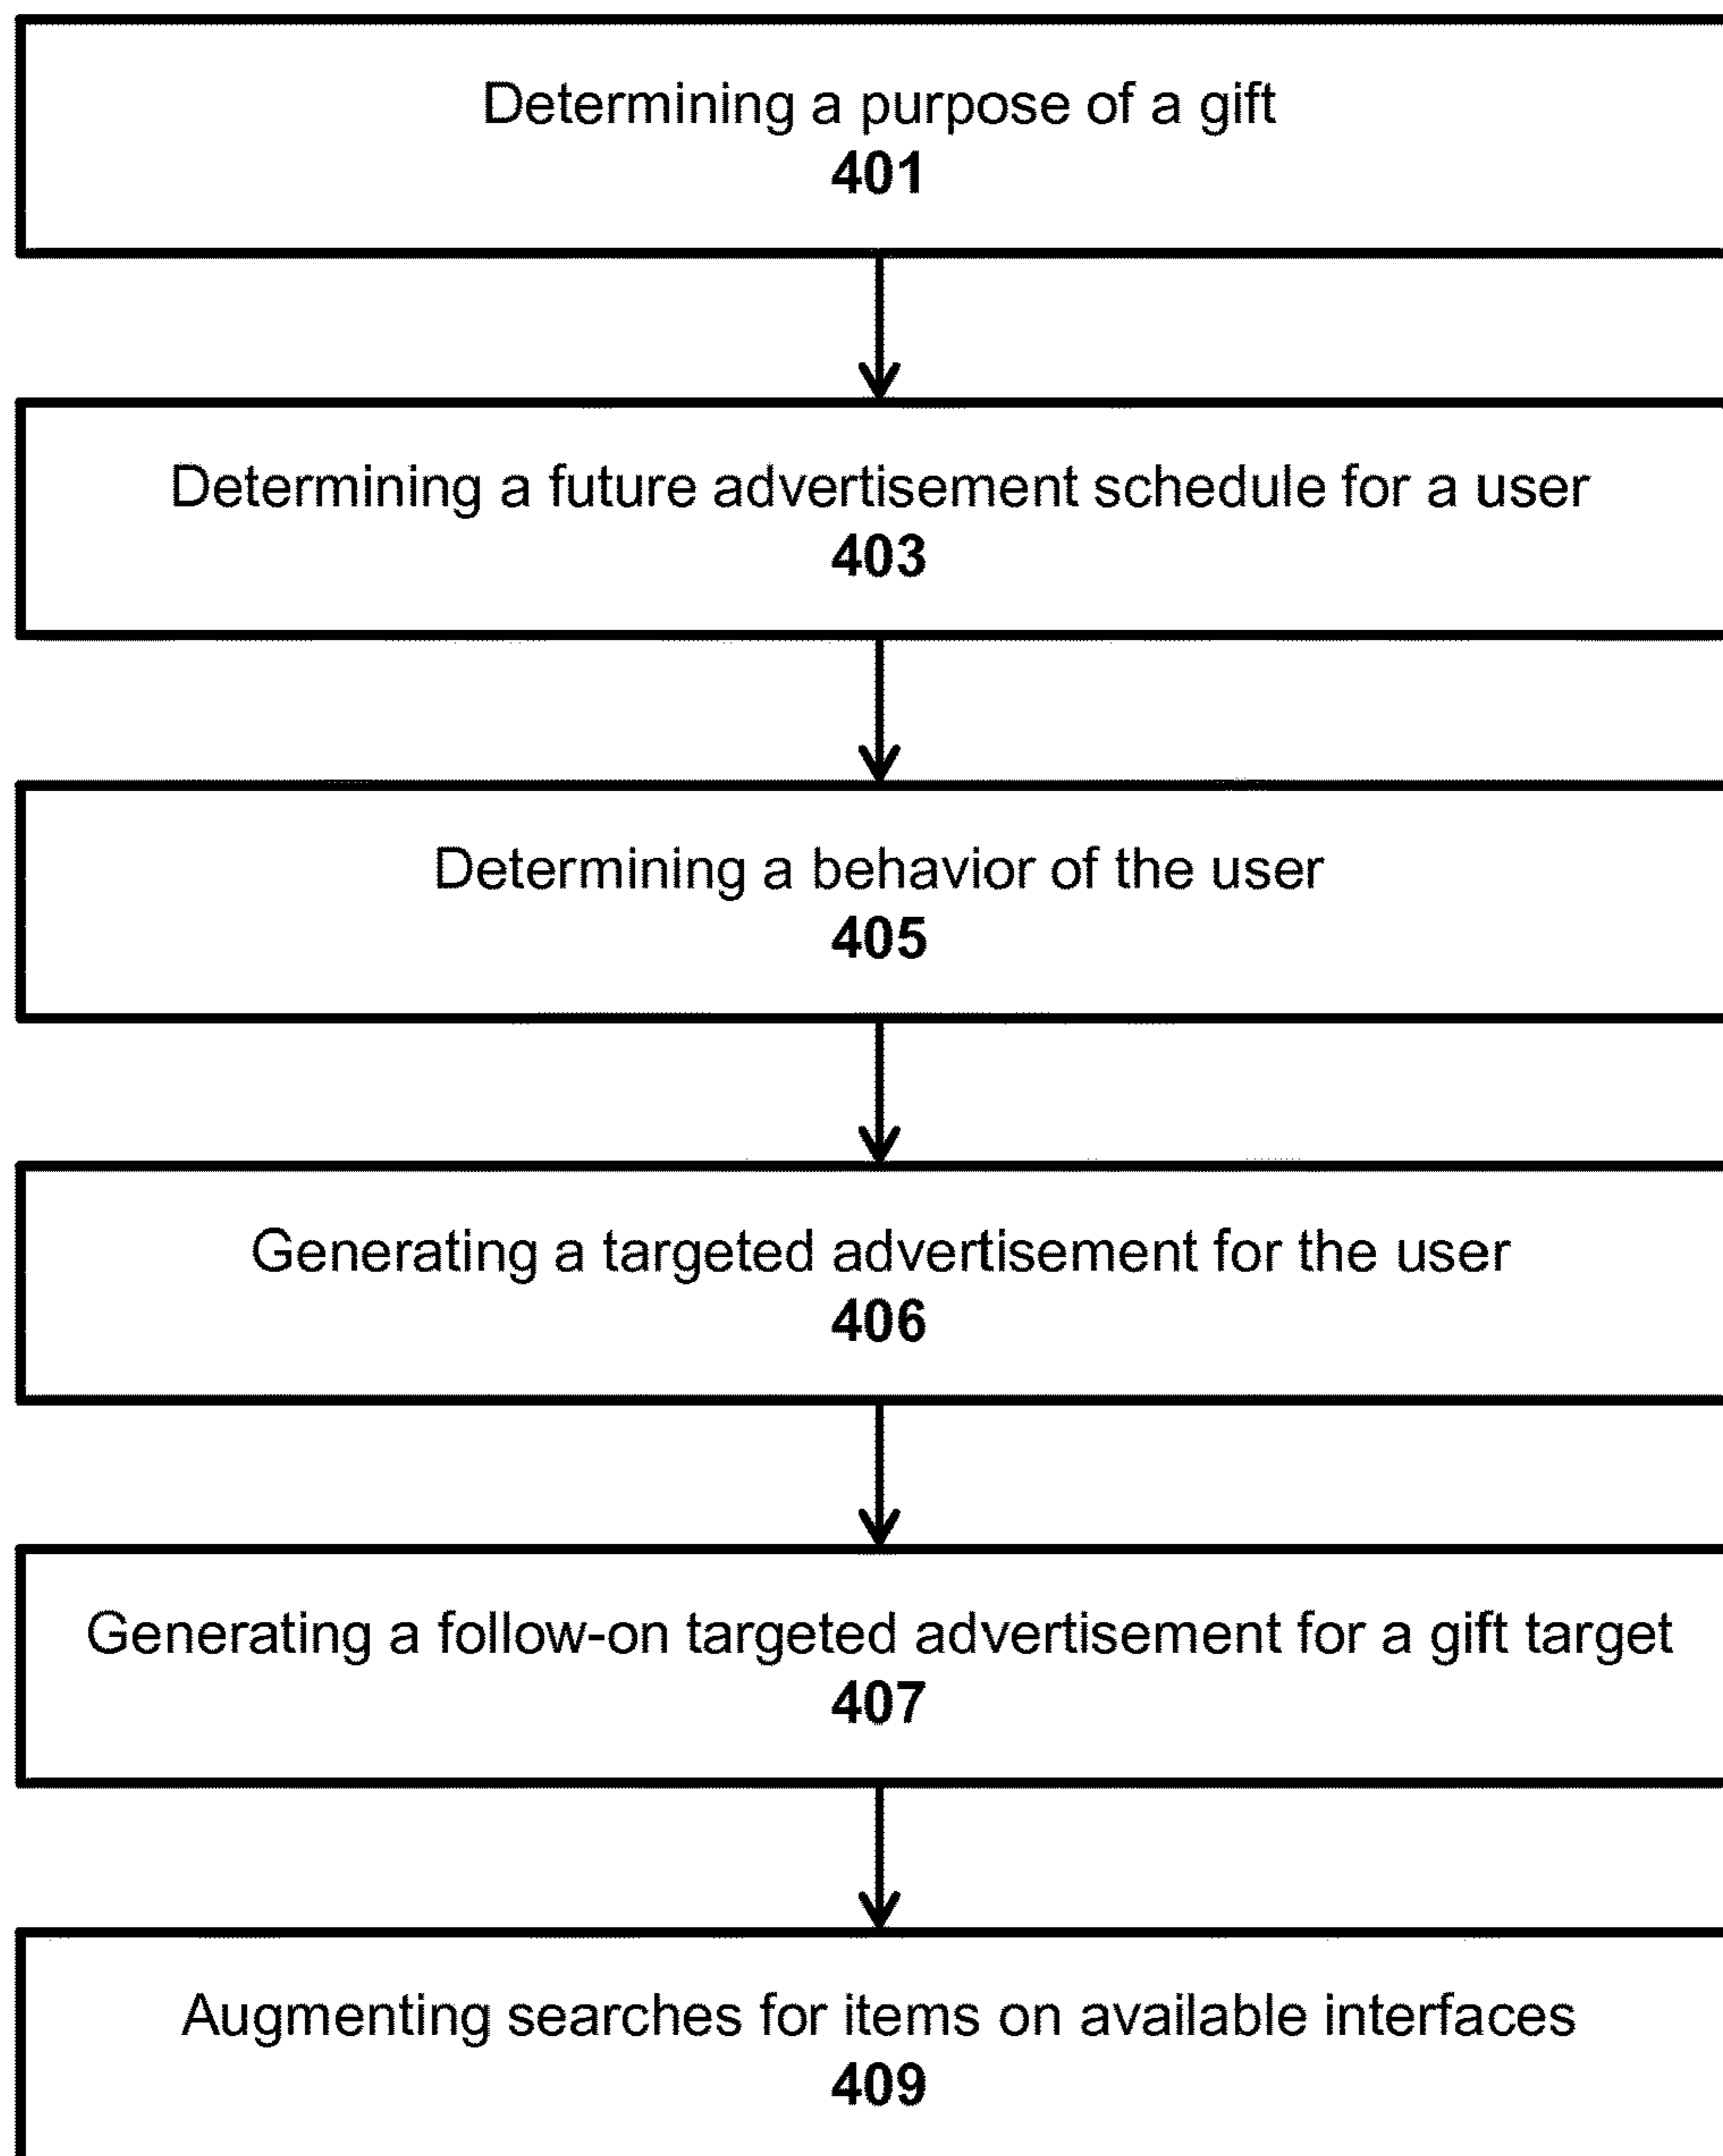 Determining a purpose of a gift
401
Determining a future advertisement schedule for a user
403
Determining a behavior of the user
405
Generating a targeted advertisement for the user
406
Generating a follow-on targeted advertisement for a gift target
407
Augmenting searches for items on available interfaces
409